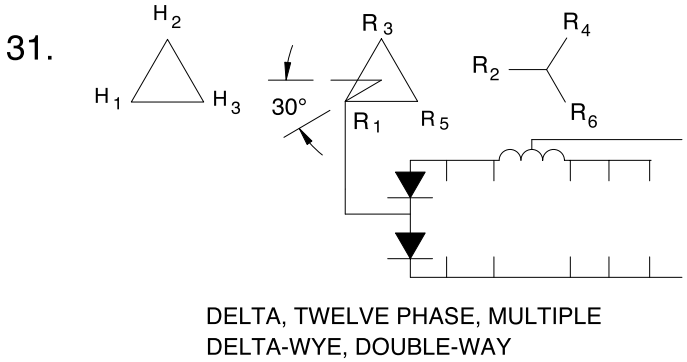 31.
H2
H1
H3
R3
30°
R1
R5
R4
R2
R6
DELTA, TWELVE PHASE, MULTIPLE
DELTA-WYE, DOUBLE-WAY